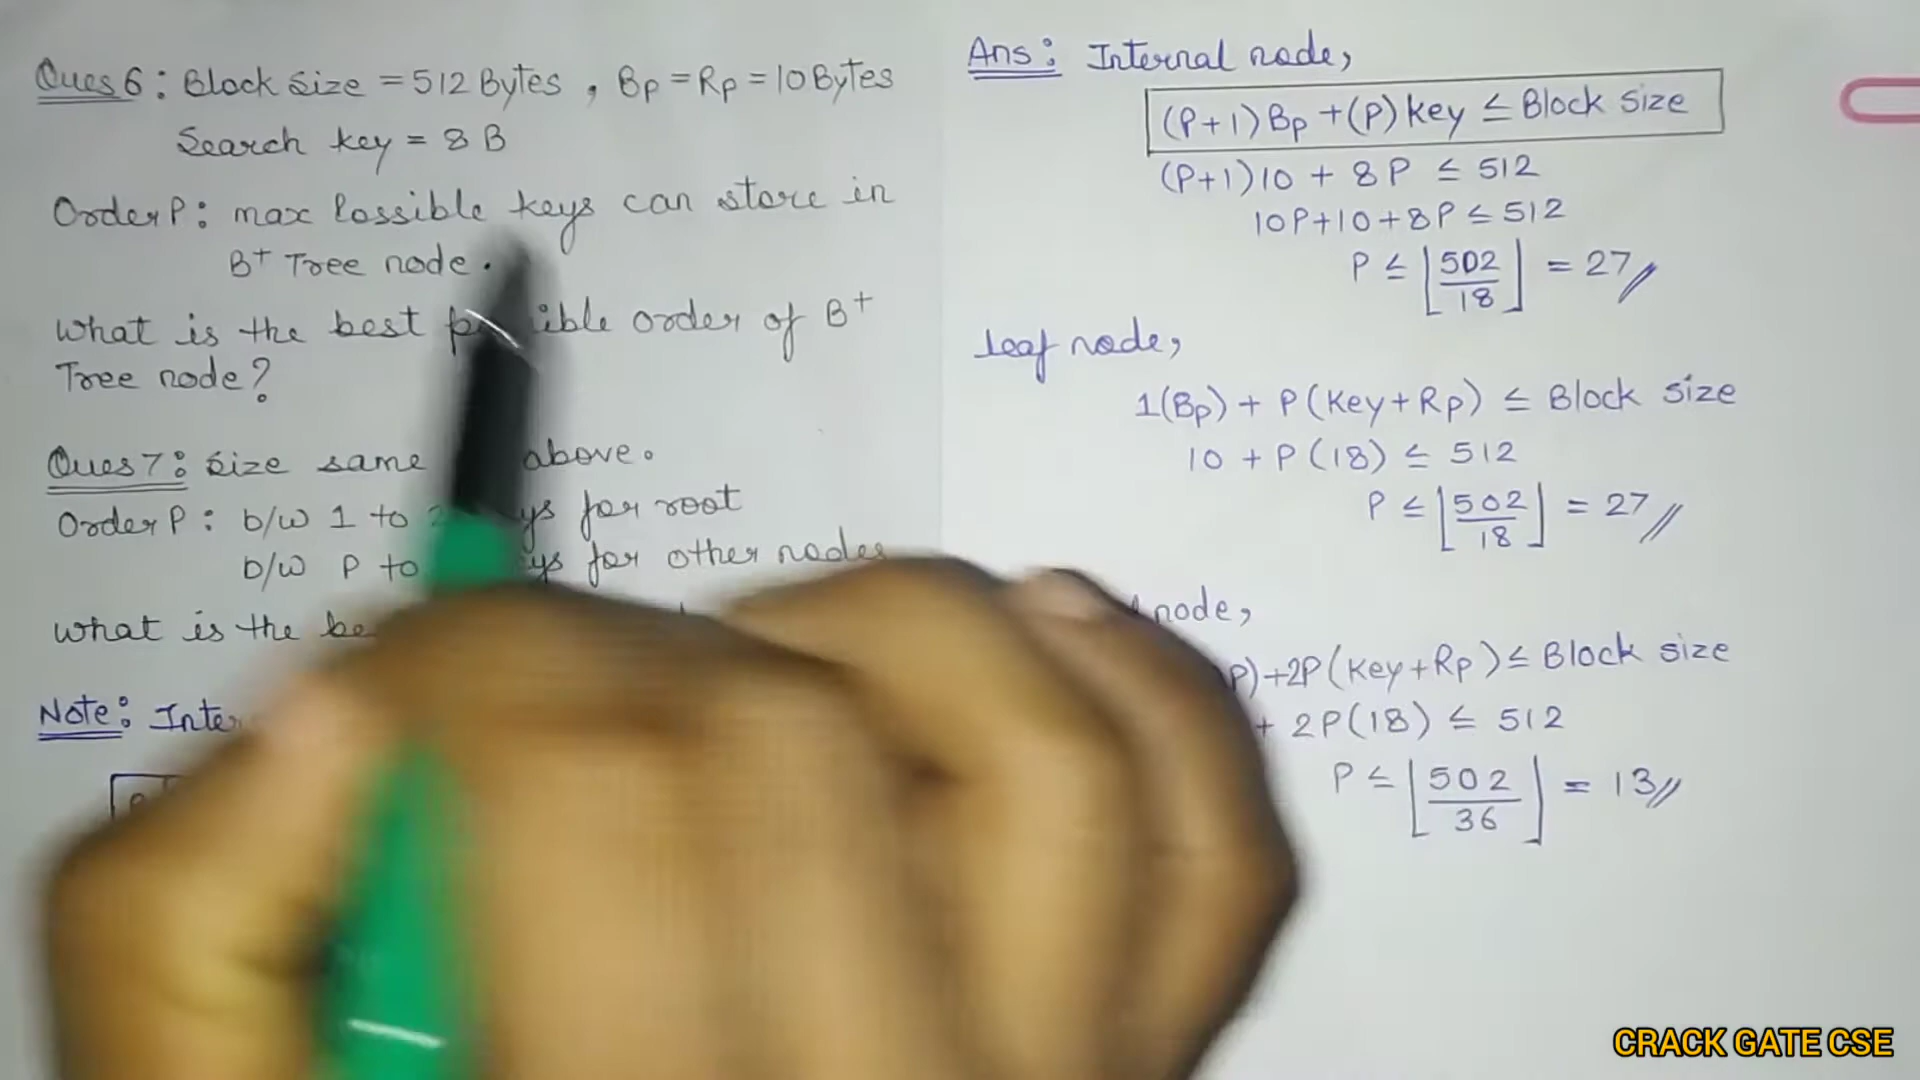 Ques 6: Block Size = 512 Bytes, Bp = Rp = 10 Bytes
Search key = 8 B
Order P: max Possible keys can store in
B+ Tree node.
What is the best ible order of B+
Tree node?
Ques 7: Size same above.
Order P: b/w 1 to for root
b/w P to for other nodes
What is the
Note:
Ans: Internal node,
(P+1) Bp + (P) key ≤ Block size
(P+1)10 + 8P ≤ 512
10P+10+8P ≤ 512
P ≤ ⌊502/18⌋ = 27//
Leaf node,
1(Bp) + P(Key+Rp) ≤ Block size
10 + P(18) ≤ 512
P ≤ ⌊502/18⌋ = 27//
node,
P)+2P(Key+Rp) ≤ Block size
+ 2P(18) ≤ 512
P ≤ ⌊502/36⌋ = 13//
CRACK GATE CSE